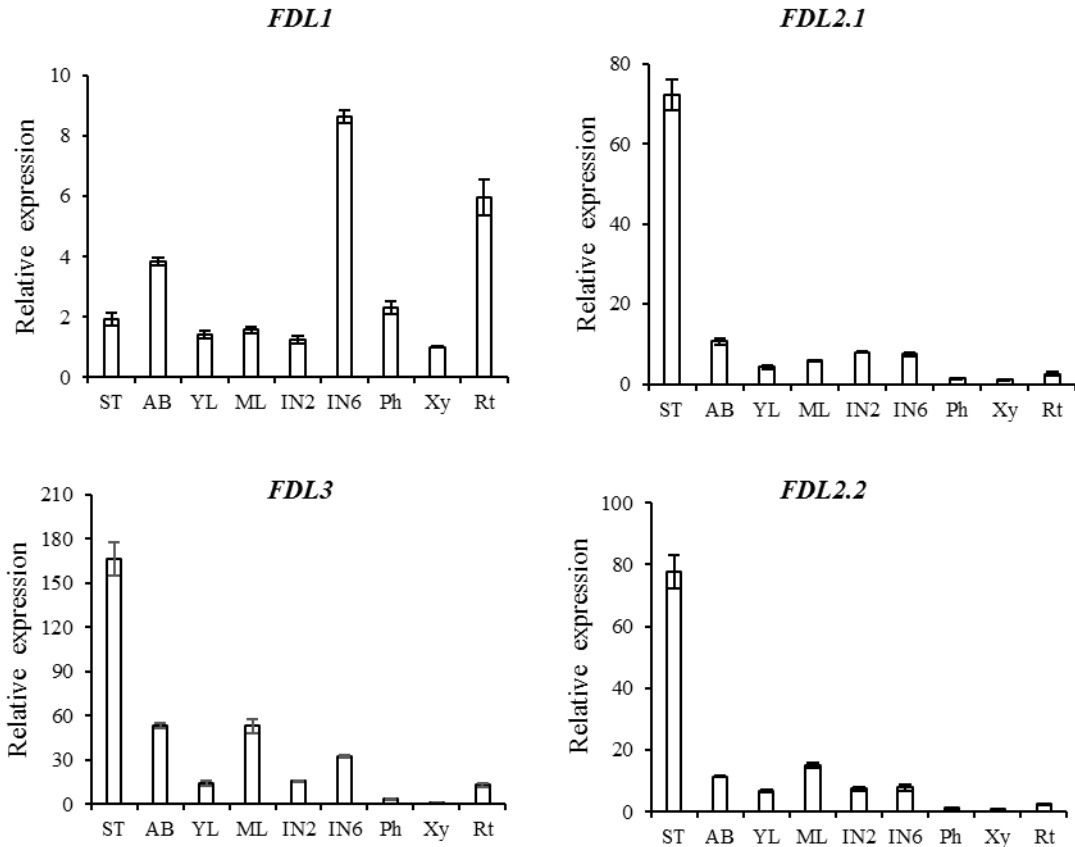 FDL1
Relative expression
10
8
6
4
2
0
ST AB YL ML IN2 IN6 Ph Xy Rt
FDL2.1
Relative expression
80
60
40
20
0
ST AB YL ML IN2 IN6 Ph Xy Rt
FDL3
Relative expression
210
180
150
120
90
60
30
0
ST AB YL ML IN2 IN6 Ph Xy Rt
FDL2.2
Relative expression
100
80
60
40
20
0
ST AB YL ML IN2 IN6 Ph Xy Rt